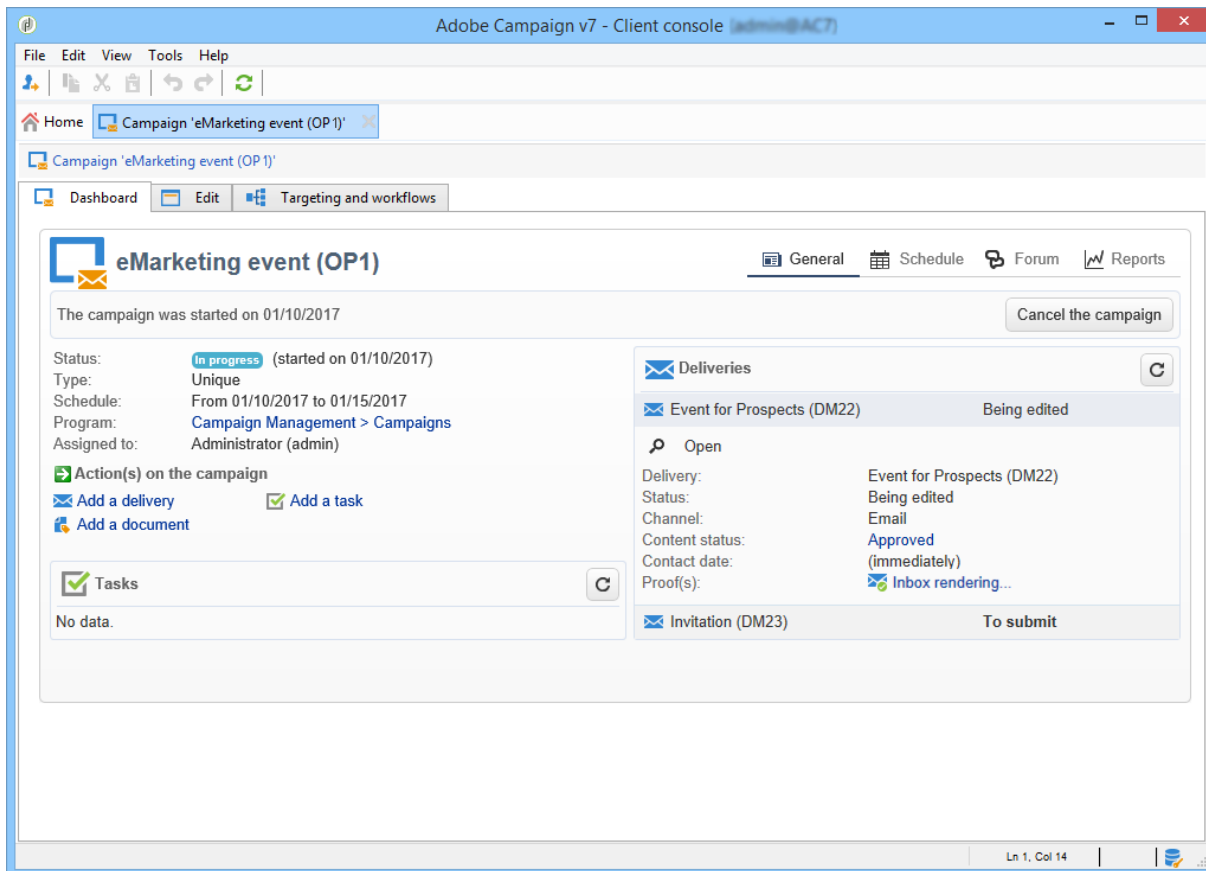 Adobe Campaign v7 - Client console (admin@AC7)
File Edit View Tools Help
Home Campaign 'eMarketing event (OP1)'
Campaign 'eMarketing event (OP1)'
Dashboard Edit Targeting and workflows
eMarketing event (OP1)
General Schedule Forum Reports
The campaign was started on 01/10/2017
Cancel the campaign
Status: In progress (started on 01/10/2017)
Type: Unique
Schedule: From 01/10/2017 to 01/15/2017
Program: Campaign Management > Campaigns
Assigned to: Administrator (admin)
Action(s) on the campaign
Add a delivery Add a task
Add a document
Tasks
No data.
Deliveries
Event for Prospects (DM22) Being edited
Open
Delivery: Event for Prospects (DM22)
Status: Being edited
Channel: Email
Content status: Approved
Contact date: (immediately)
Proof(s): Inbox rendering...
Invitation (DM23) To submit
Ln 1, Col 14